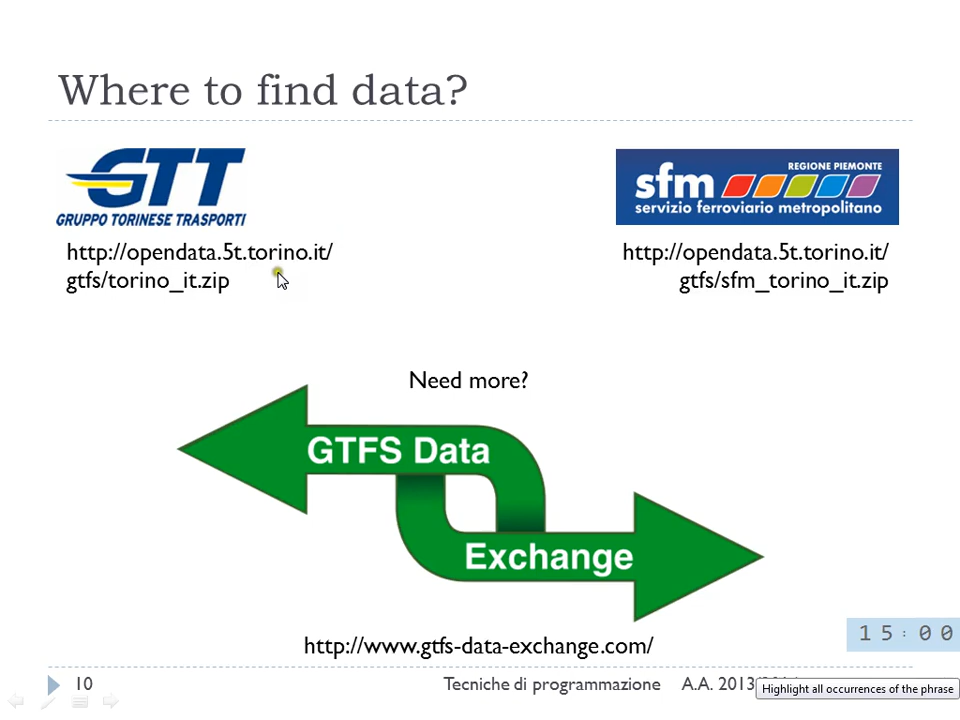 Where to find data?
GTT
GRUPPO TORINESE TRASPORTI
http://opendata.5t.torino.it/
gtfs/torino_it.zip
REGIONE PIEMONTE
sfm
servizio ferroviario metropolitano
http://opendata.5t.torino.it/
gtfs/sfm_torino_it.zip
Need more?
GTFS Data
Exchange
http://www.gtfs-data-exchange.com/
15:00
10
Tecniche di programmazione
A.A. 2013
Highlight all occurrences of the phrase